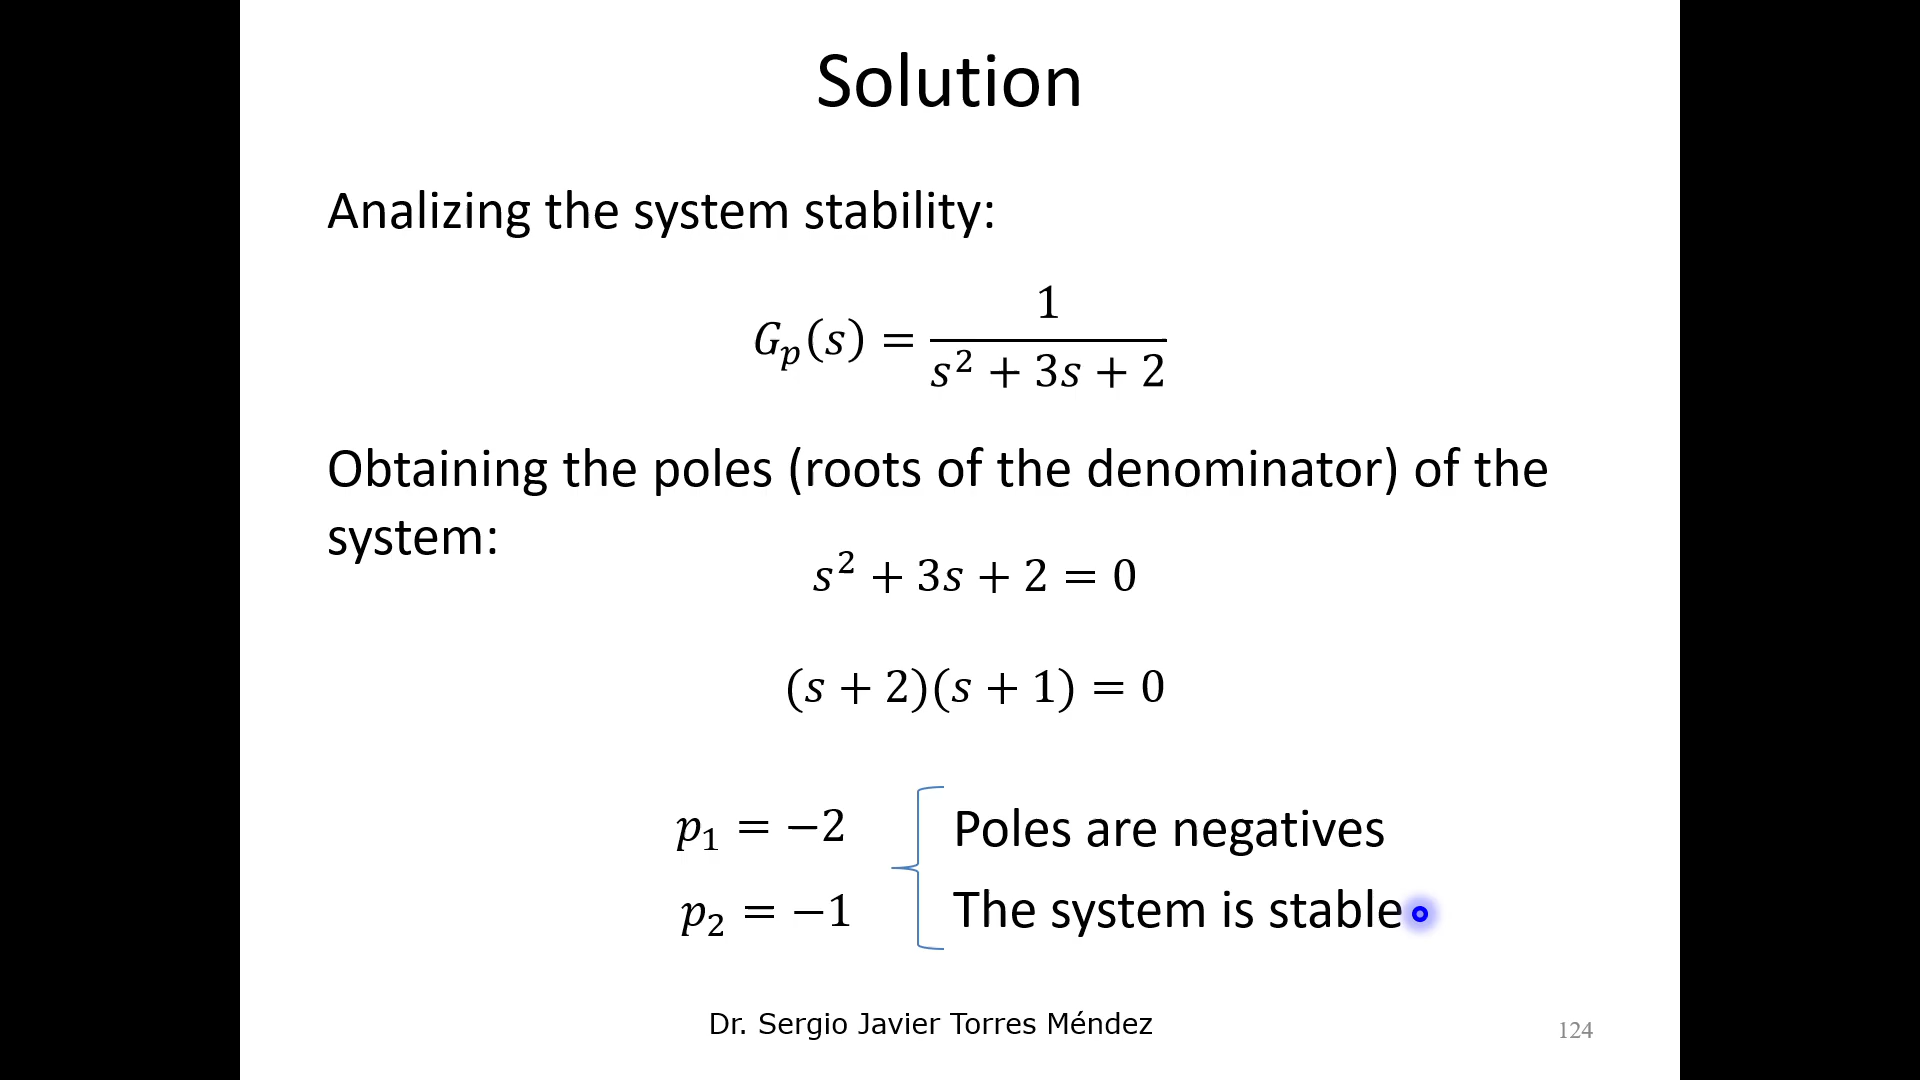 Solution
Analizing the system stability:
G_p(s) = 1/(s² + 3s + 2)
Obtaining the poles (roots of the denominator) of the
system:
s² + 3s + 2 = 0
(s + 2)(s + 1) = 0
p₁ = −2
Poles are negatives
p₂ = −1
The system is stable
Dr. Sergio Javier Torres Méndez
124